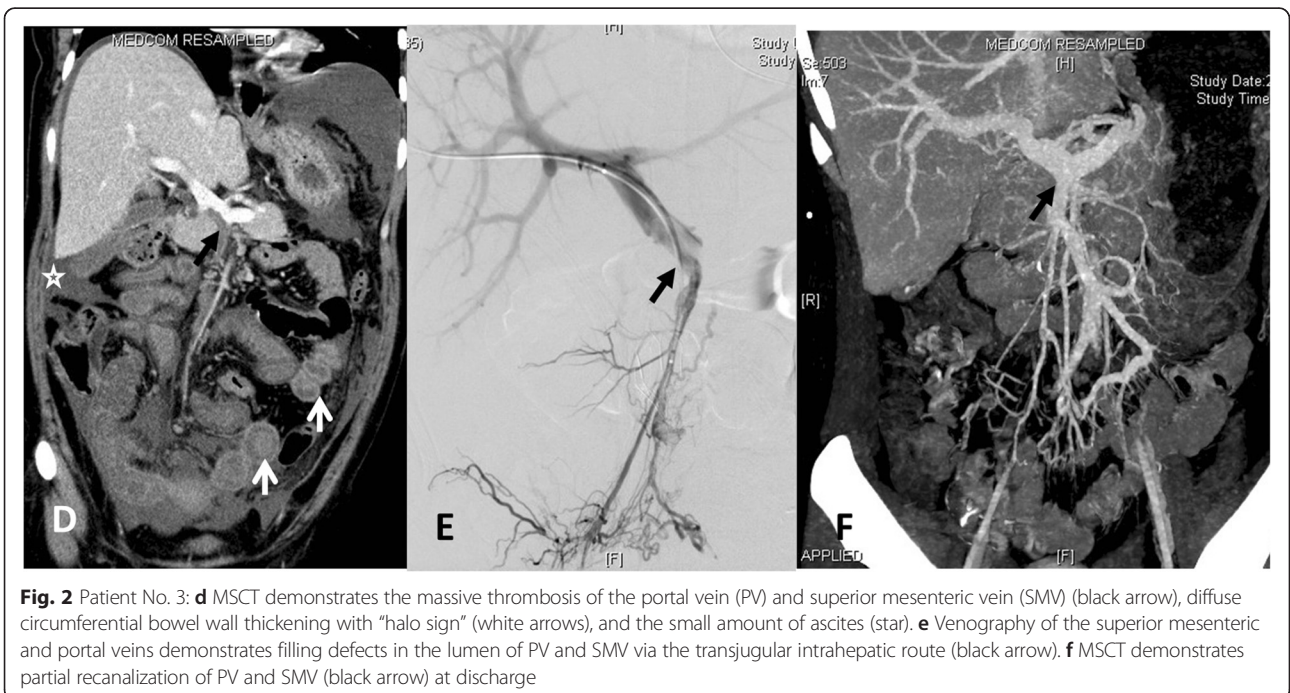 MEDCOM RESAMPLED
D
[H]
35)
Study
Study
E
[F]
MEDCOM RESAMPLED
[H]
Se:503
Im:7
Study Date:2
Study Time
[R]
F
APPLIED
[F]
Fig. 2 Patient No. 3: d MSCT demonstrates the massive thrombosis of the portal vein (PV) and superior mesenteric vein (SMV) (black arrow), diffuse
circumferential bowel wall thickening with “halo sign” (white arrows), and the small amount of ascites (star). e Venography of the superior mesenteric
and portal veins demonstrates filling defects in the lumen of PV and SMV via the transjugular intrahepatic route (black arrow). f MSCT demonstrates
partial recanalization of PV and SMV (black arrow) at discharge